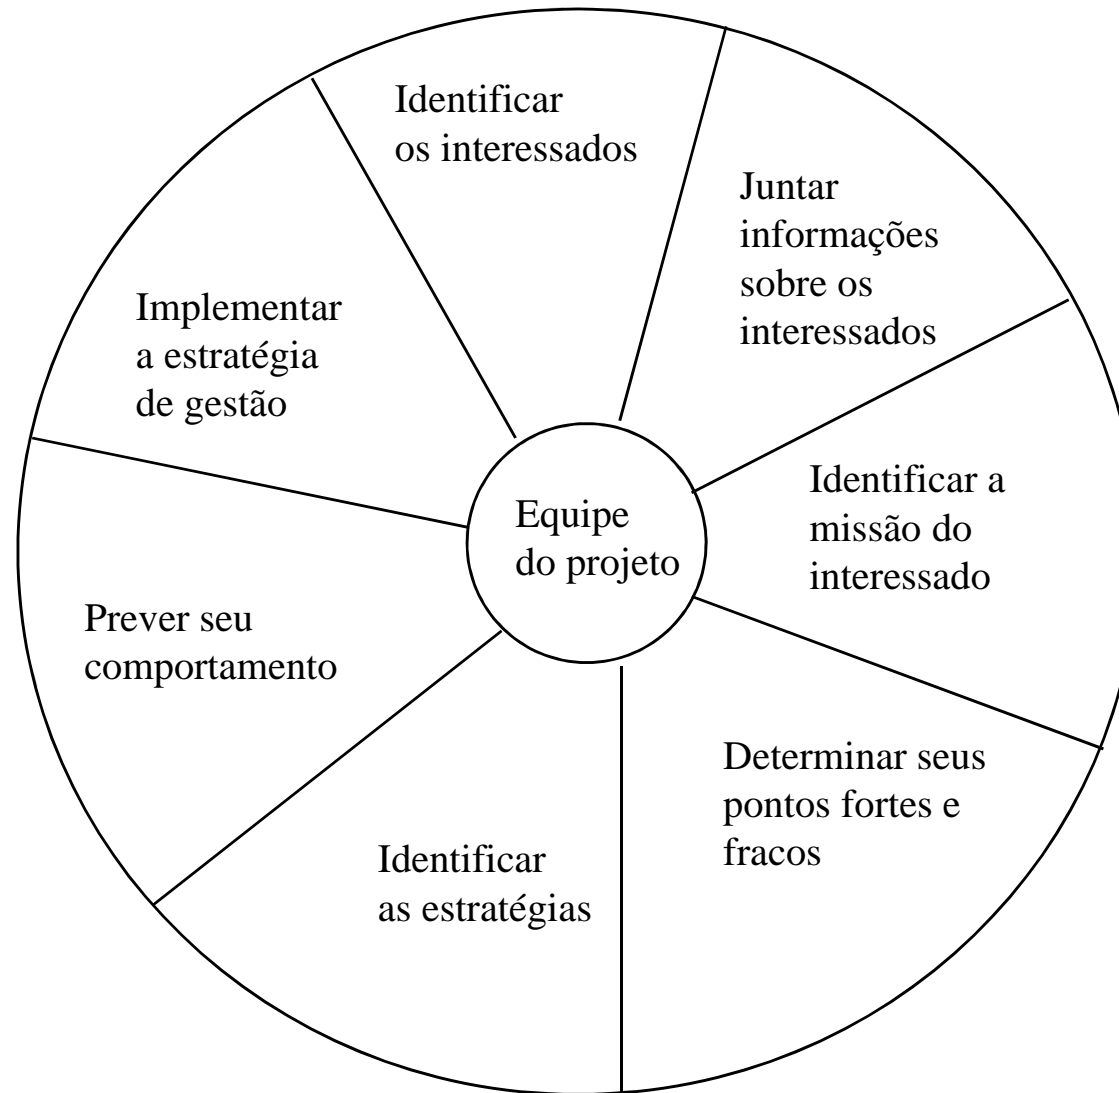 Identificar
os interessados
Juntar
informações
sobre os
interessados
Identificar a
missão do
interessado
Determinar seus
pontos fortes e
fracos
Identificar
as estratégias
Prever seu
comportamento
Implementar
a estratégia
de gestão
Equipe
do projeto